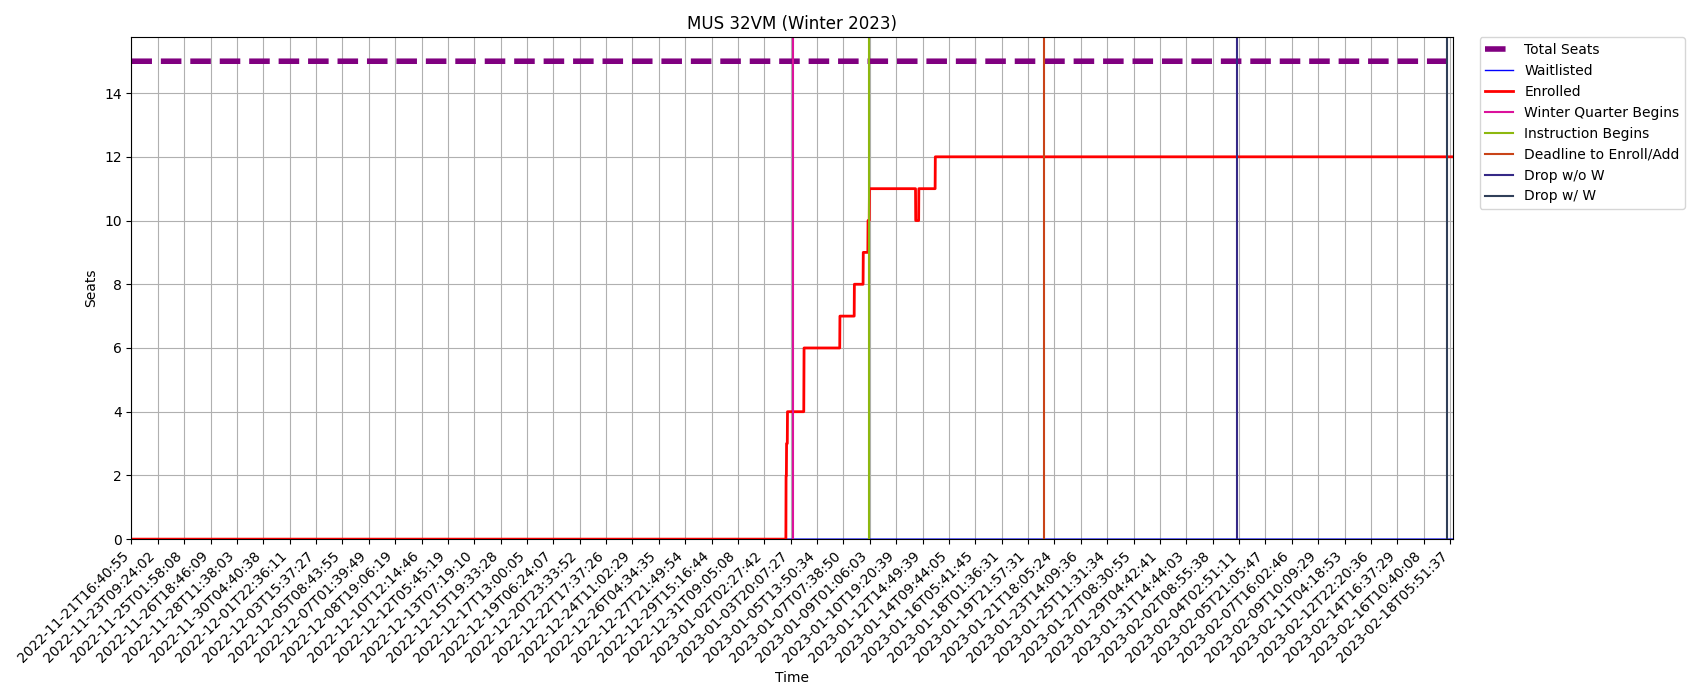 MUS 32VM (Winter 2023)
Total Seats
Waitlisted
Enrolled
Winter Quarter Begins
Instruction Begins
Deadline to Enroll/Add
Drop w/o W
Drop w/ W
Seats
14
12
10
8
6
4
2
0
2022-11-21T16:40:55
2022-11-23T09:24:02
2022-11-25T01:58:08
2022-11-26T18:46:09
2022-11-28T11:38:03
2022-11-30T04:40:38
2022-12-01T22:36:11
2022-12-03T15:37:27
2022-12-05T08:43:55
2022-12-07T01:39:49
2022-12-08T19:06:19
2022-12-10T12:14:46
2022-12-12T05:45:19
2022-12-13T07:19:10
2022-12-15T19:33:28
2022-12-17T13:00:05
2022-12-19T06:24:07
2022-12-20T23:33:52
2022-12-22T17:37:26
2022-12-24T11:02:29
2022-12-26T04:34:35
2022-12-27T21:49:54
2022-12-29T15:16:44
2022-12-31T09:05:08
2023-01-02T02:27:42
2023-01-03T20:07:27
2023-01-05T13:50:34
2023-01-07T07:38:50
2023-01-09T01:06:03
2023-01-10T19:20:39
2023-01-12T14:49:39
2023-01-14T09:44:05
2023-01-16T05:41:45
2023-01-18T01:36:31
2023-01-19T21:57:31
2023-01-21T18:05:24
2023-01-23T14:09:36
2023-01-25T11:31:34
2023-01-27T08:30:55
2023-01-29T04:42:41
2023-01-31T14:44:03
2023-02-02T08:55:38
2023-02-04T02:51:11
2023-02-05T21:05:47
2023-02-07T16:02:46
2023-02-09T10:09:29
2023-02-11T04:18:53
2023-02-12T22:20:36
2023-02-14T16:37:29
2023-02-16T10:40:08
2023-02-18T05:51:37
Time